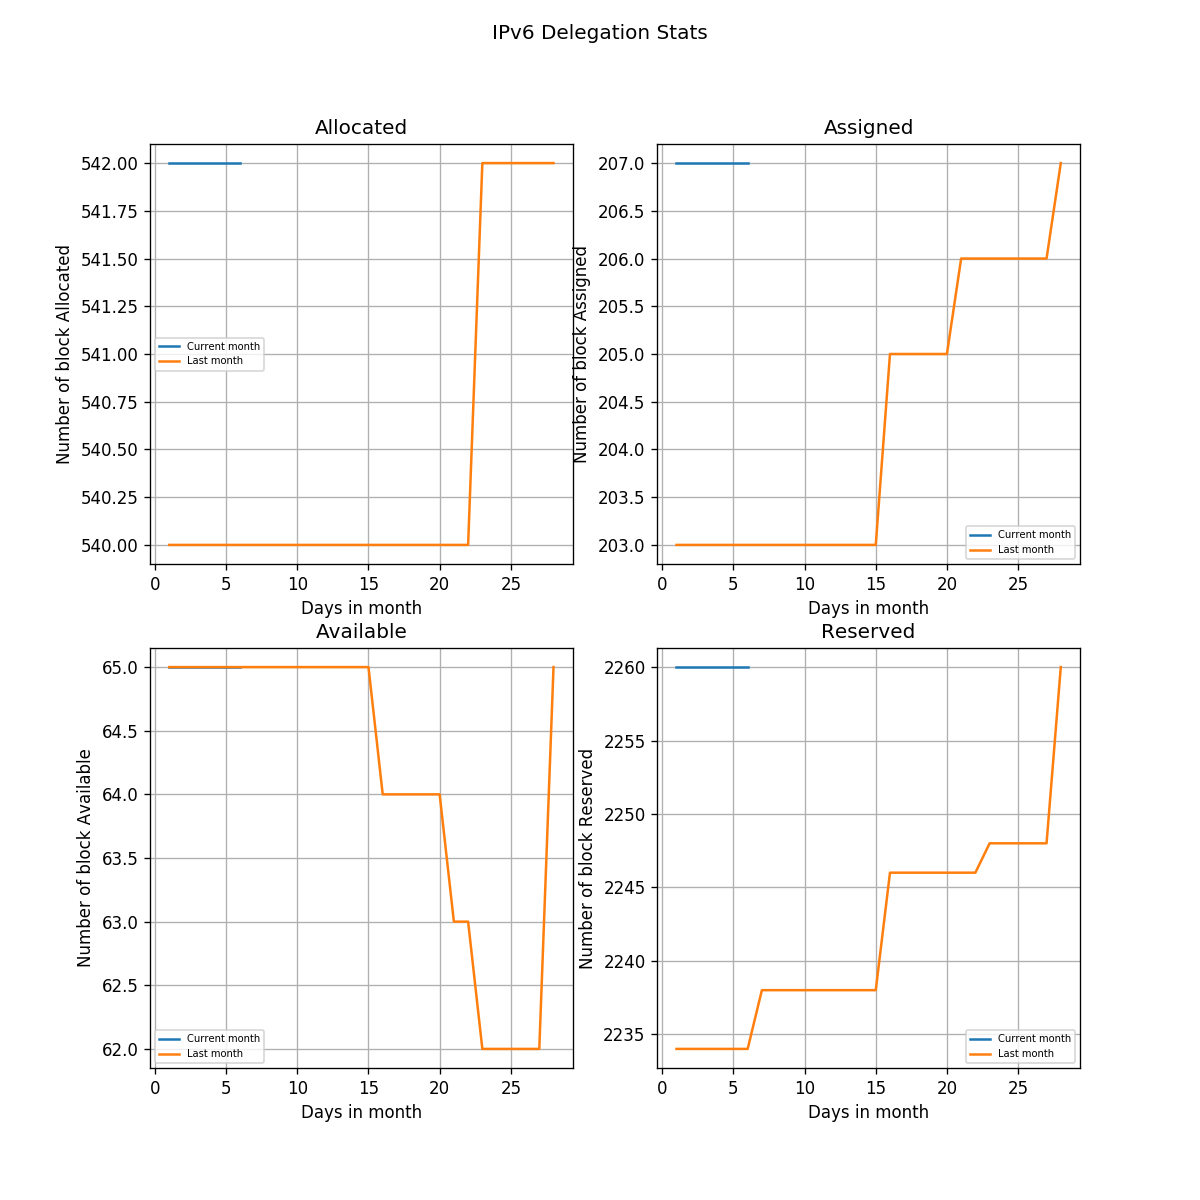 IPv6 Delegation Stats
Allocated
Number of block Allocated
542.00
541.75
541.50
541.25
541.00
540.75
540.50
540.25
540.00
Current month
Last month
0 5 10 15 20 25
Days in month
Assigned
Number of block Assigned
207.0
206.5
206.0
205.5
205.0
204.5
204.0
203.5
203.0
Current month
Last month
0 5 10 15 20 25
Days in month
Available
Number of block Available
65.0
64.5
64.0
63.5
63.0
62.5
62.0
Current month
Last month
0 5 10 15 20 25
Days in month
Reserved
Number of block Reserved
2260
2255
2250
2245
2240
2235
Current month
Last month
0 5 10 15 20 25
Days in month